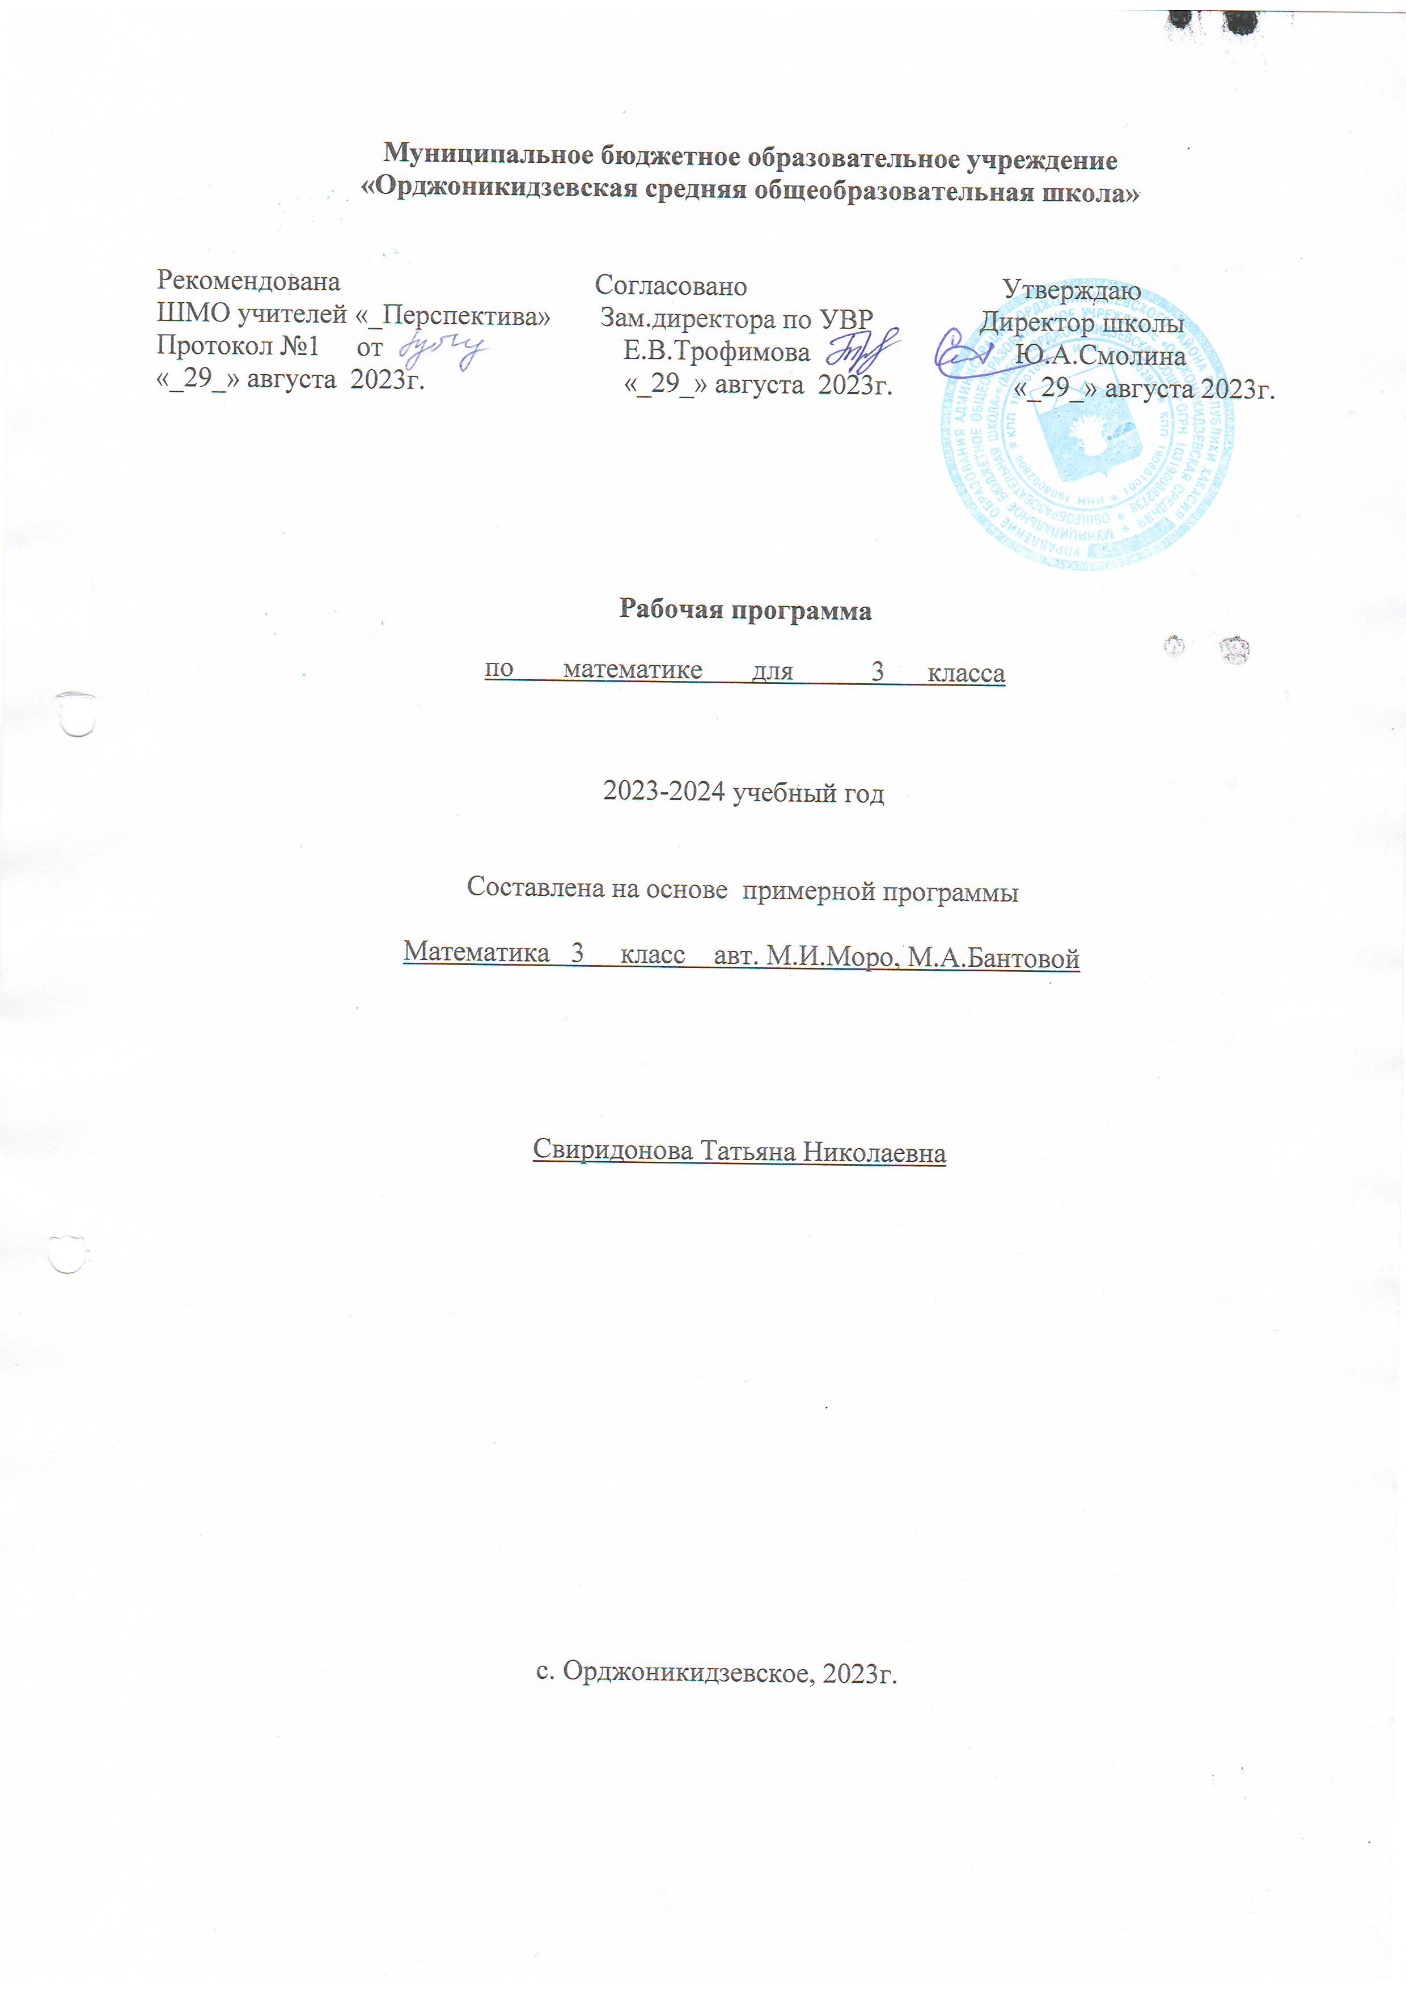 Муниципальное бюджетное образовательное учреждение
«Орджоникидзевская средняя общеобразовательная школа»
Рекомендована
ШМО учителей «_Перспектива»
Протокол №1 от
«_29_» августа 2023г.
Согласовано
Зам.директора по УВР
Е.В.Трофимова
«_29_» августа 2023г.
Утверждаю
Директор школы
Ю.А.Смолина
«_29_» августа 2023г.
Рабочая программа
по математике для 3 класса
2023-2024 учебный год
Составлена на основе примерной программы
Математика 3 класс авт. М.И.Моро, М.А.Бантовой
Свиридонова Татьяна Николаевна
с. Орджоникидзевское, 2023г.